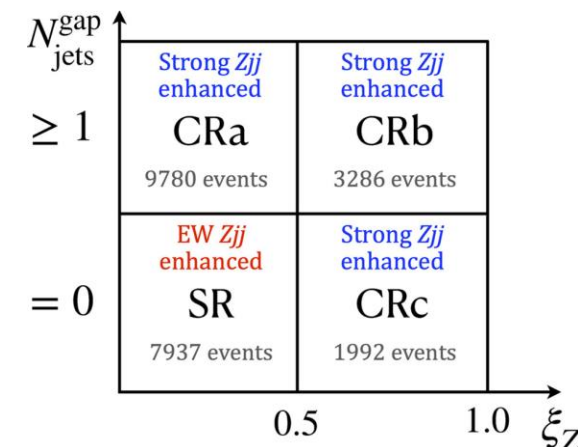 N^gap_jets
Strong Zjj enhanced
CRa
9780 events
Strong Zjj enhanced
CRb
3286 events
≥ 1
EW Zjj enhanced
SR
7937 events
Strong Zjj enhanced
CRc
1992 events
= 0
0.5
1.0
ξ_Z